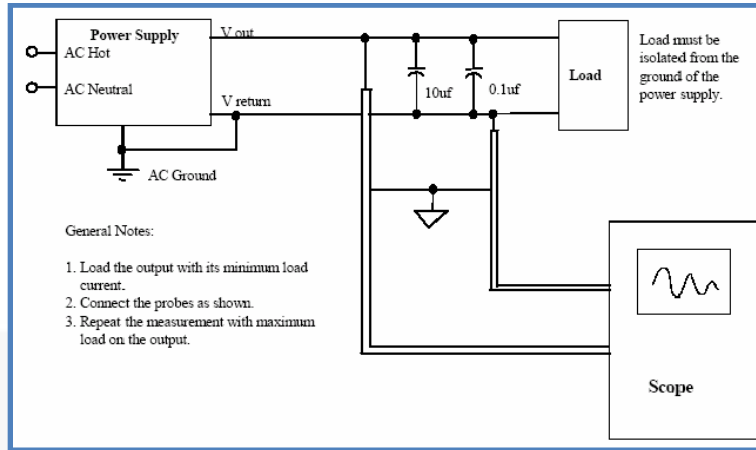 Power Supply
AC Hot
AC Neutral
V out
V return
AC Ground
10uf
0.1uf
Load
Load must be
isolated from the
ground of the
power supply.
General Notes:
1. Load the output with its minimum load
current.
2. Connect the probes as shown.
3. Repeat the measurement with maximum
load on the output.
Scope